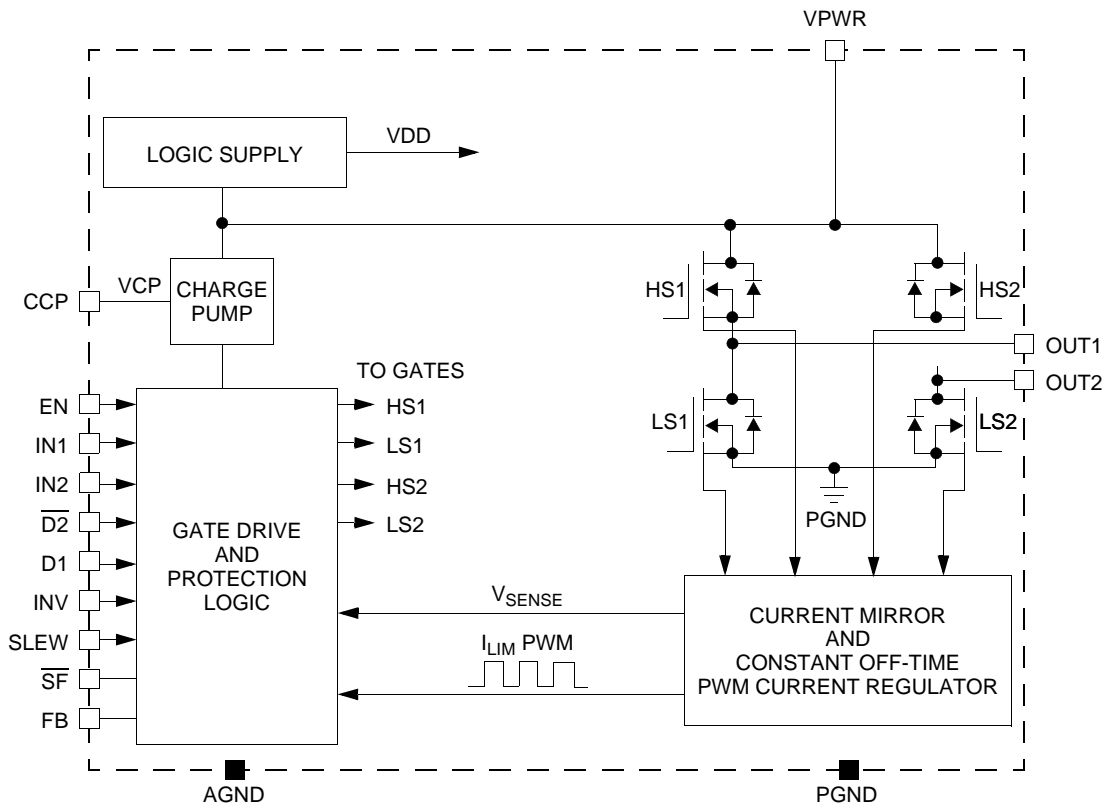 VPWR
LOGIC SUPPLY
VDD
VCP
CCP
CHARGE
PUMP
HS1
HS2
OUT1
OUT2
TO GATES
EN
IN1
IN2
D2
D1
INV
SLEW
SF
FB
HS1
LS1
HS2
LS2
LS1
LS2
PGND
GATE DRIVE
AND
PROTECTION
LOGIC
VSENSE
ILIM PWM
CURRENT MIRROR
AND
CONSTANT OFF-TIME
PWM CURRENT REGULATOR
AGND
PGND